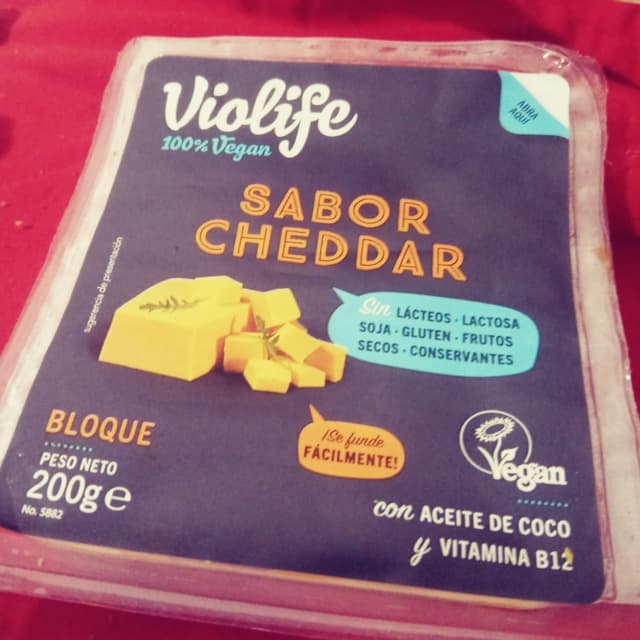 Violife
100% Vegan
ABRA
AQUÍ
SABOR
CHEDDAR
sugerencia de presentación
Sin LÁCTEOS · LACTOSA
SOJA · GLUTEN · FRUTOS
SECOS · CONSERVANTES
BLOQUE
PESO NETO
200g e
No. 5882
¡Se funde
FÁCILMENTE!
Vegan
con ACEITE DE COCO
y VITAMINA B12